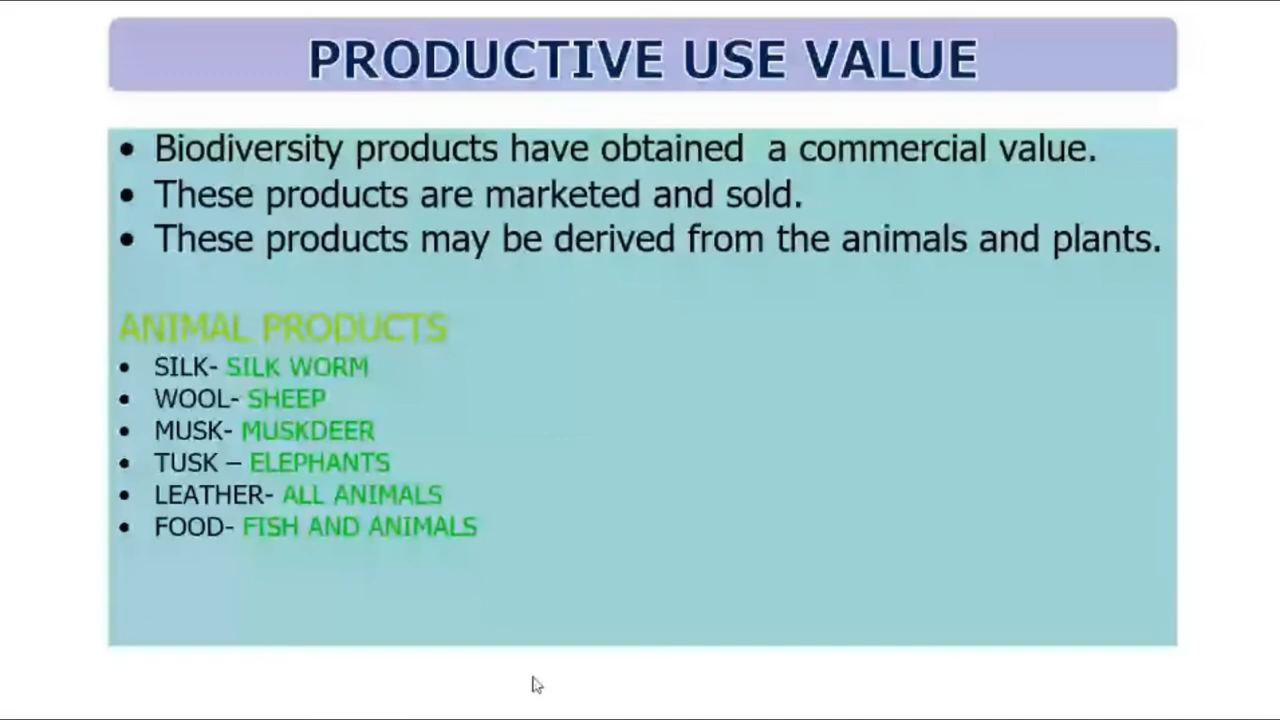 PRODUCTIVE USE VALUE
• Biodiversity products have obtained  a commercial value.
• These products are marketed and sold.
• These products may be derived from the animals and plants.
ANIMAL PRODUCTS
• SILK- SILK WORM
• WOOL- SHEEP
• MUSK- MUSKDEER
• TUSK – ELEPHANTS
• LEATHER- ALL ANIMALS
• FOOD- FISH AND ANIMALS